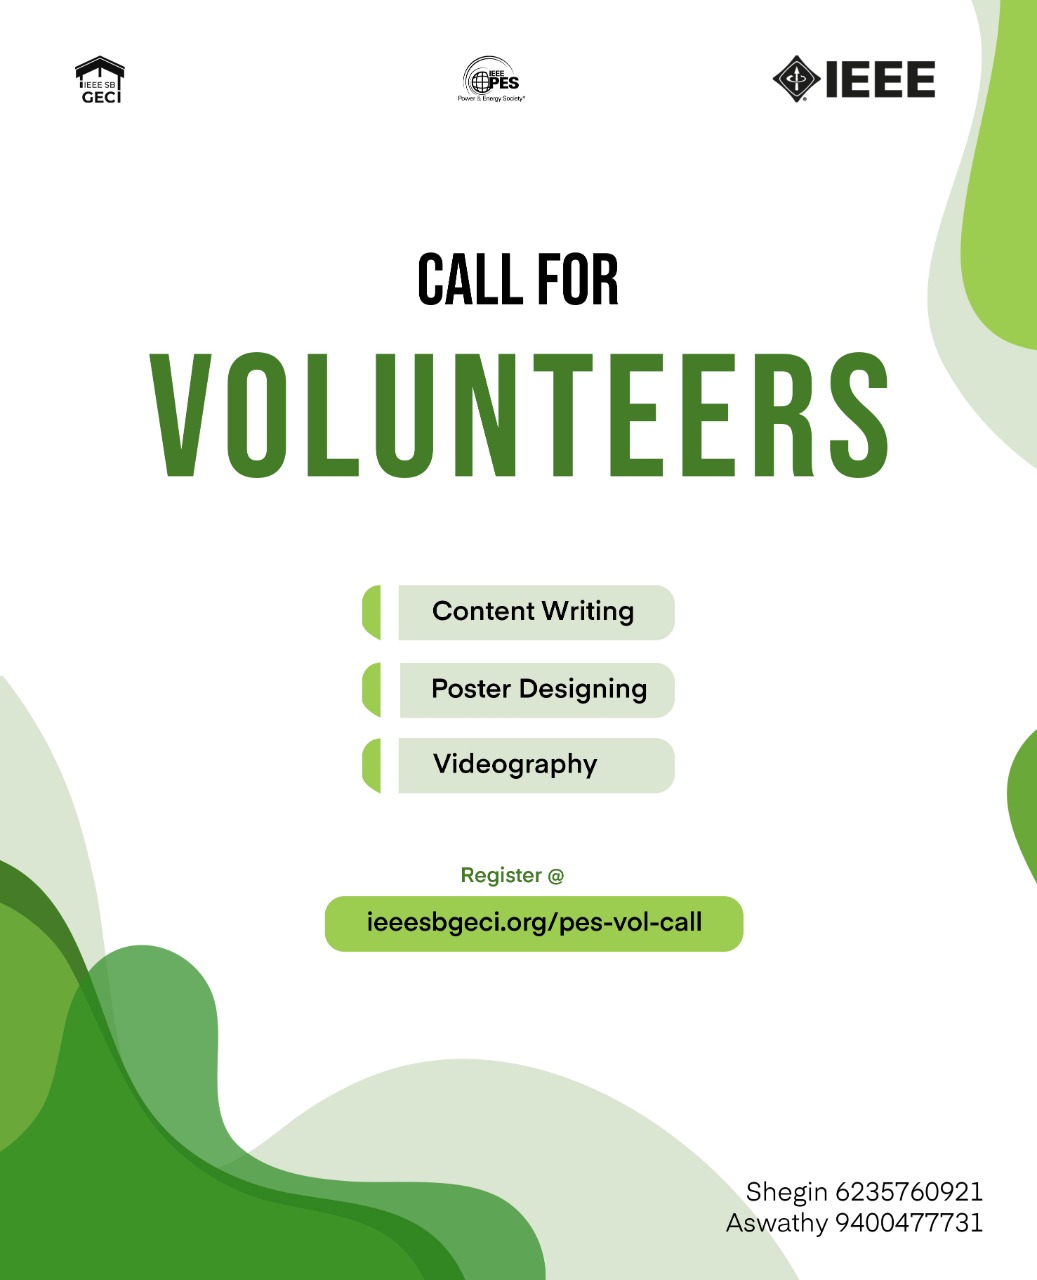 IEEE SB
GECI
IEEE
PES
Power & Energy Society®
IEEE
CALL FOR
VOLUNTEERS
Content Writing
Poster Designing
Videography
Register @
ieeesbgeci.org/pes-vol-call
Shegin 6235760921
Aswathy 9400477731